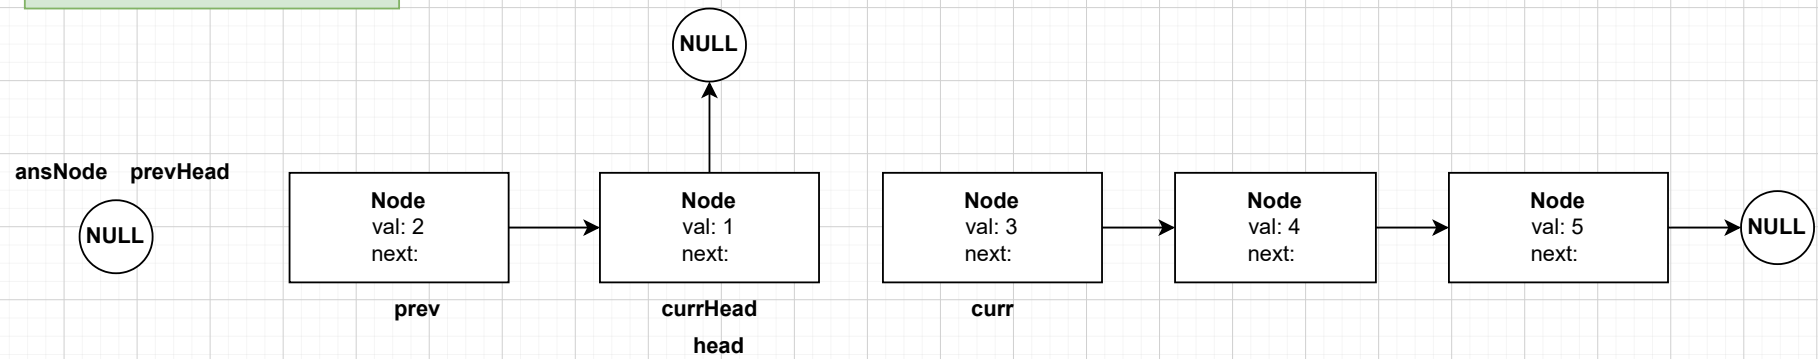 NULL
ansNode prevHead
NULL
Node
val: 2
next:
Node
val: 1
next:
Node
val: 3
next:
Node
val: 4
next:
Node
val: 5
next:
NULL
prev
currHead
curr
head